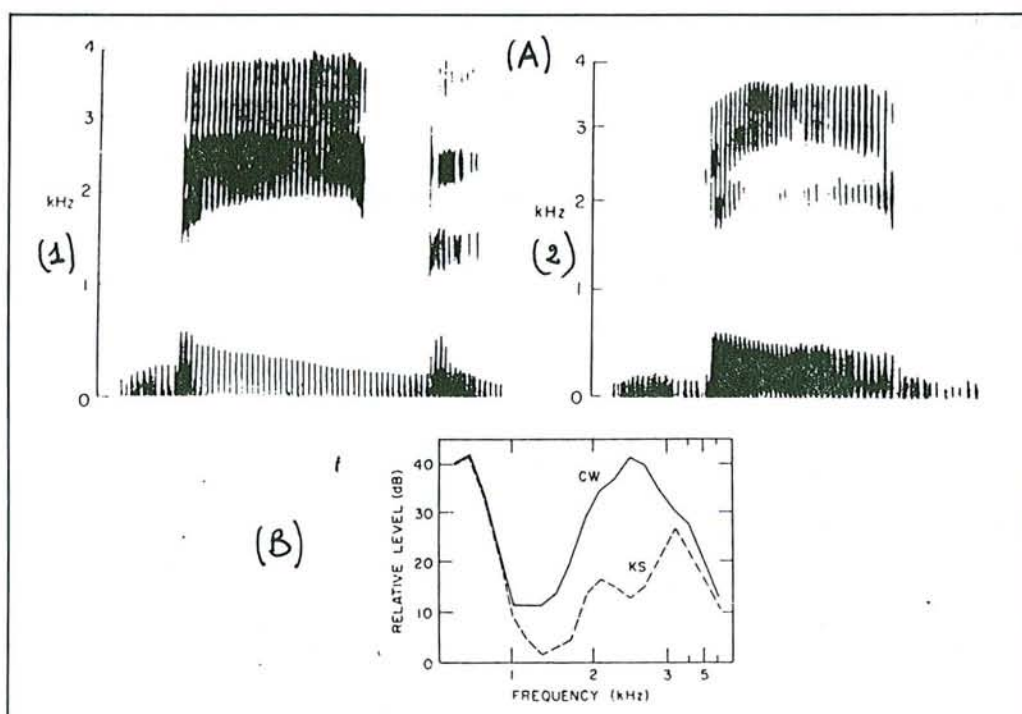 (A)
4
3
2
kHz
(1)
1
0
4
3
kHz 2
(2)
1
0
(B)
RELATIVE LEVEL (dB)
40
30
20
10
0
CW
KS
1 2 3 5
FREQUENCY (kHz)